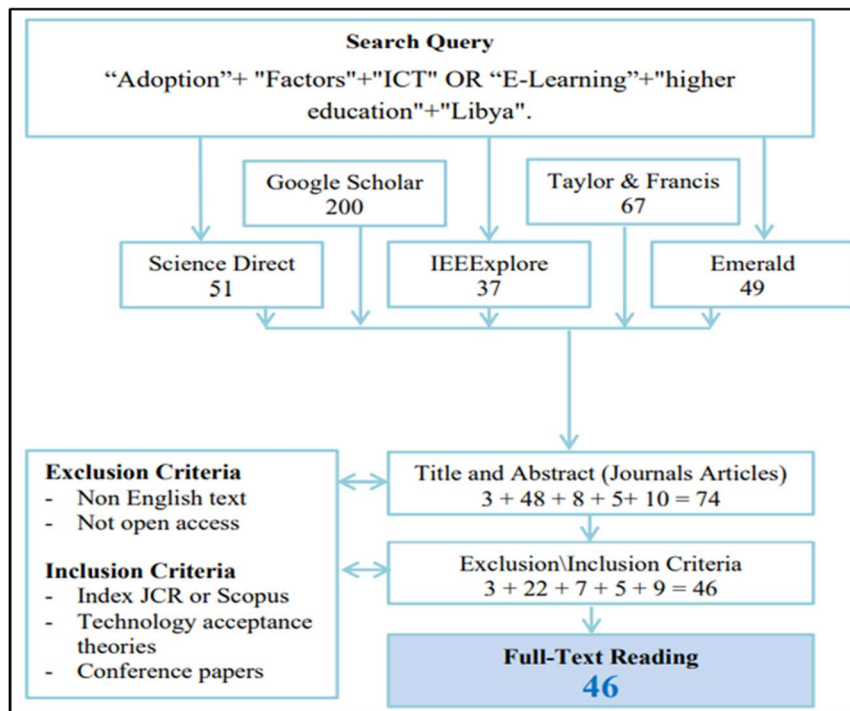 Search Query
“Adoption”+ "Factors"+"ICT" OR “E-Learning”+"higher
education"+"Libya".
Google Scholar
200
Taylor & Francis
67
Science Direct
51
IEEExplore
37
Emerald
49
Exclusion Criteria
- Non English text
- Not open access
Inclusion Criteria
- Index JCR or Scopus
- Technology acceptance
theories
- Conference papers
Title and Abstract (Journals Articles)
3 + 48 + 8 + 5+ 10 = 74
Exclusion\Inclusion Criteria
3 + 22 + 7 + 5 + 9 = 46
Full-Text Reading
46